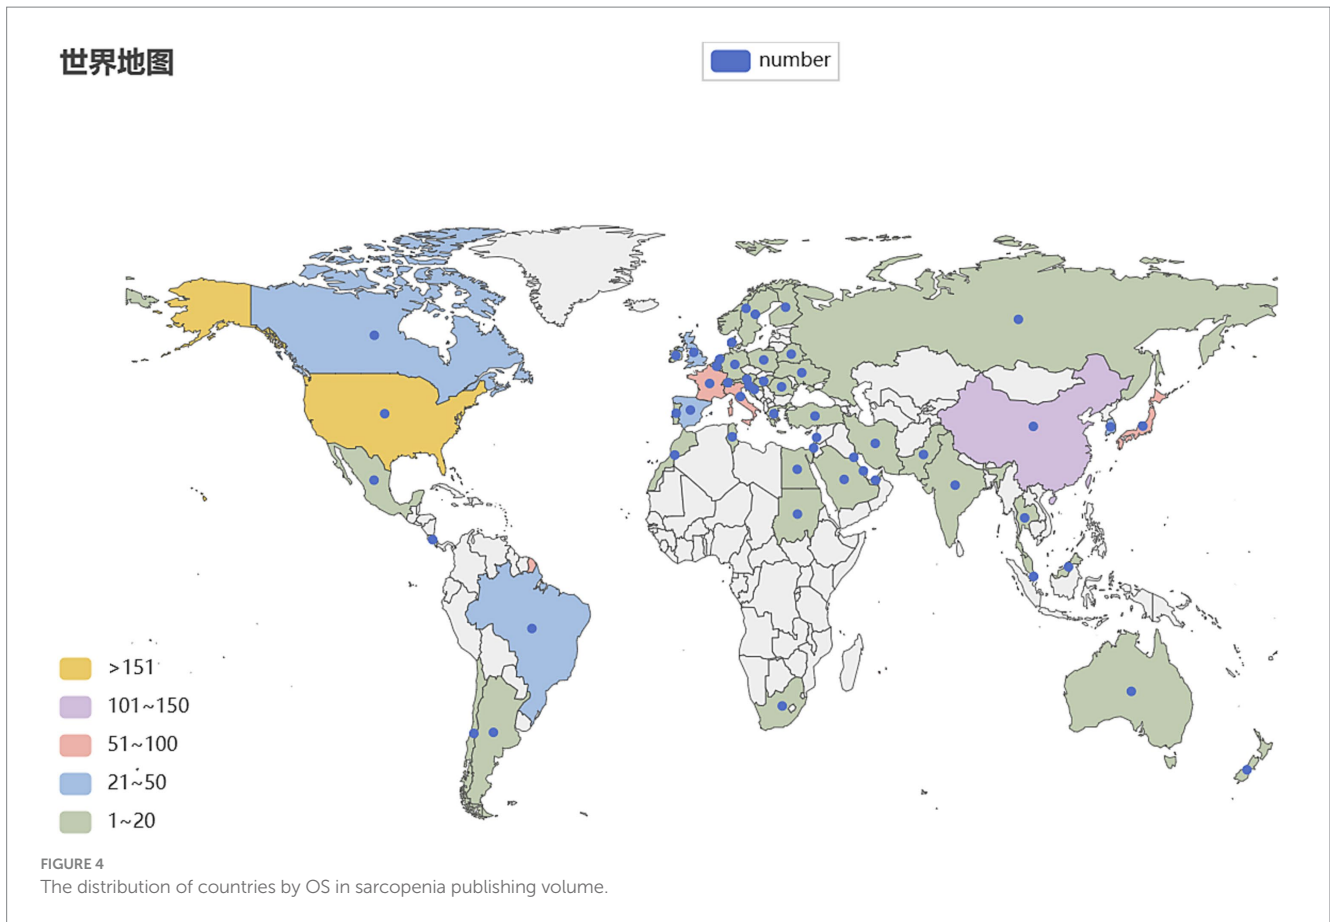 世界地图
number
>151
101~150
51~100
21~50
1~20
FIGURE 4
The distribution of countries by OS in sarcopenia publishing volume.